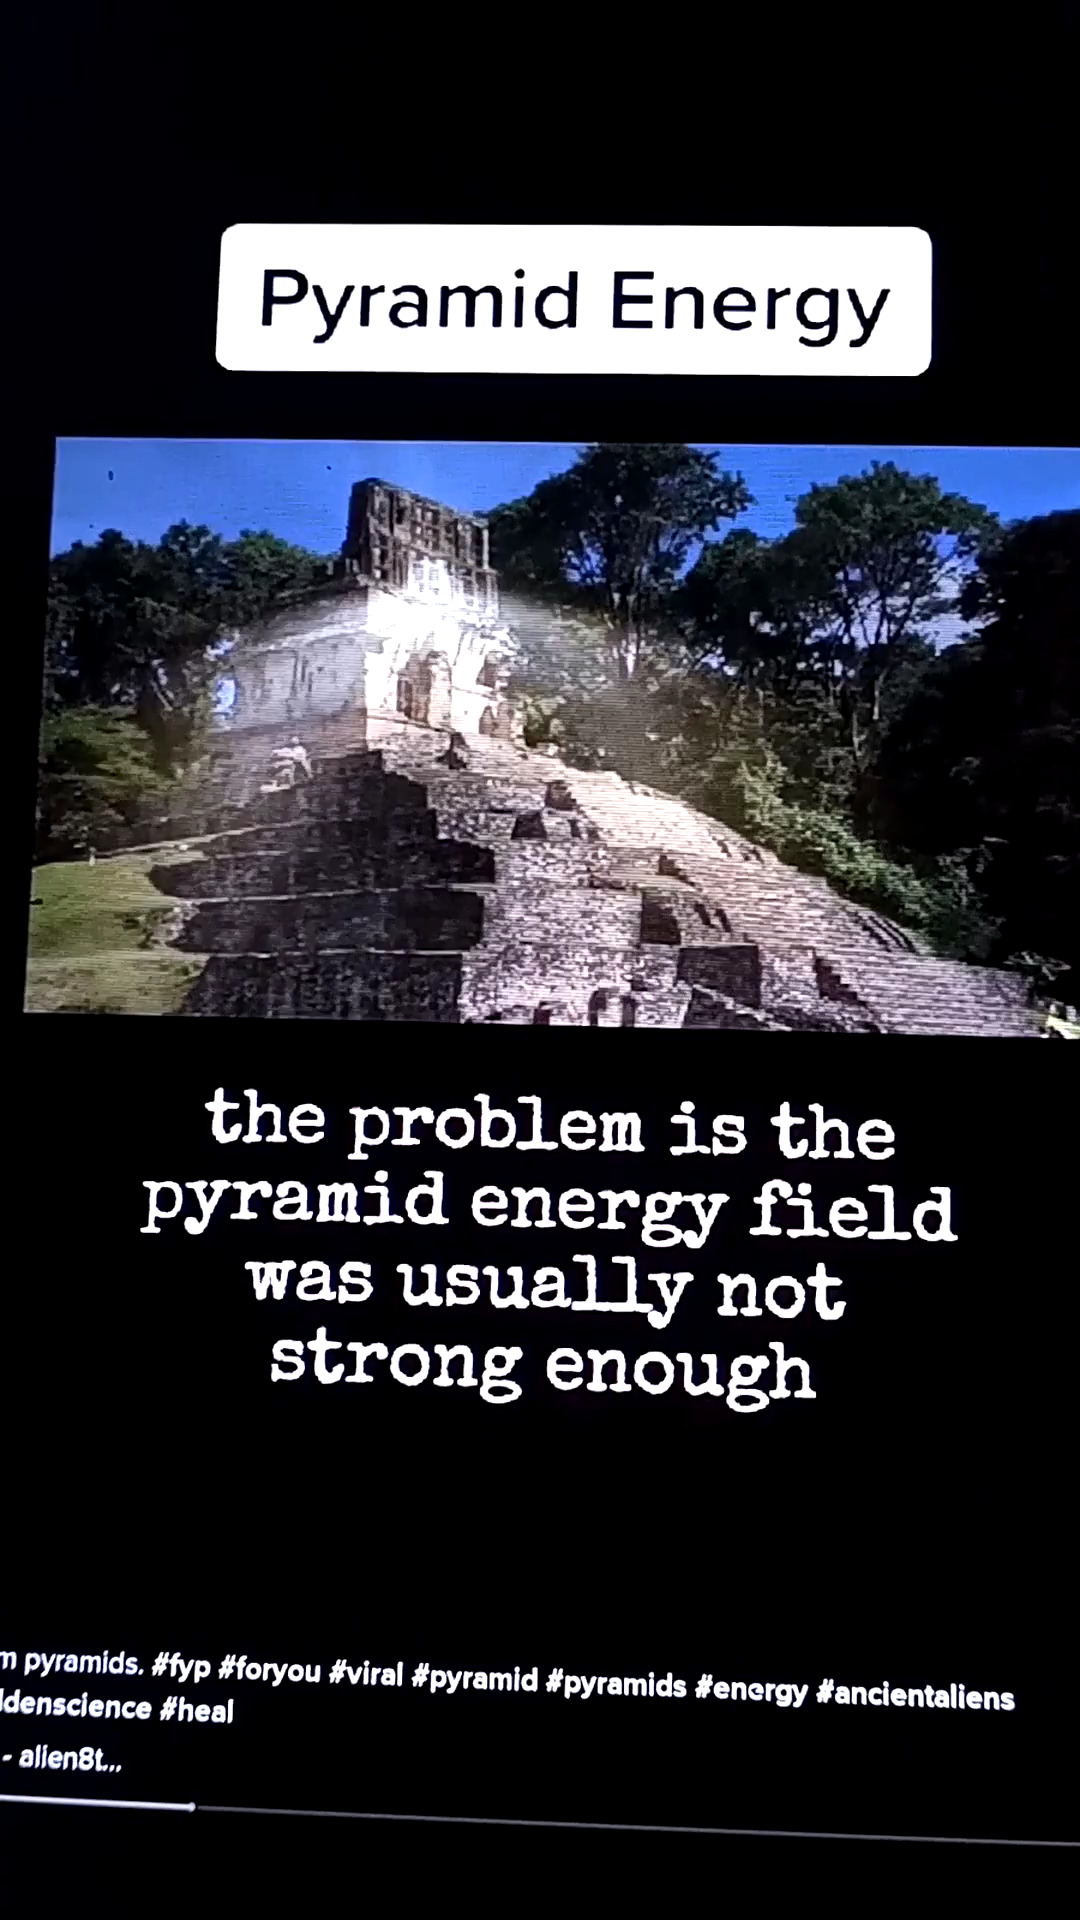 Pyramid Energy
the problem is the
pyramid energy field
was usually not
strong enough
pyramids. #fyp #foryou #viral #pyramid #pyramids #energy #ancientaliens
#heal
- alien8t...